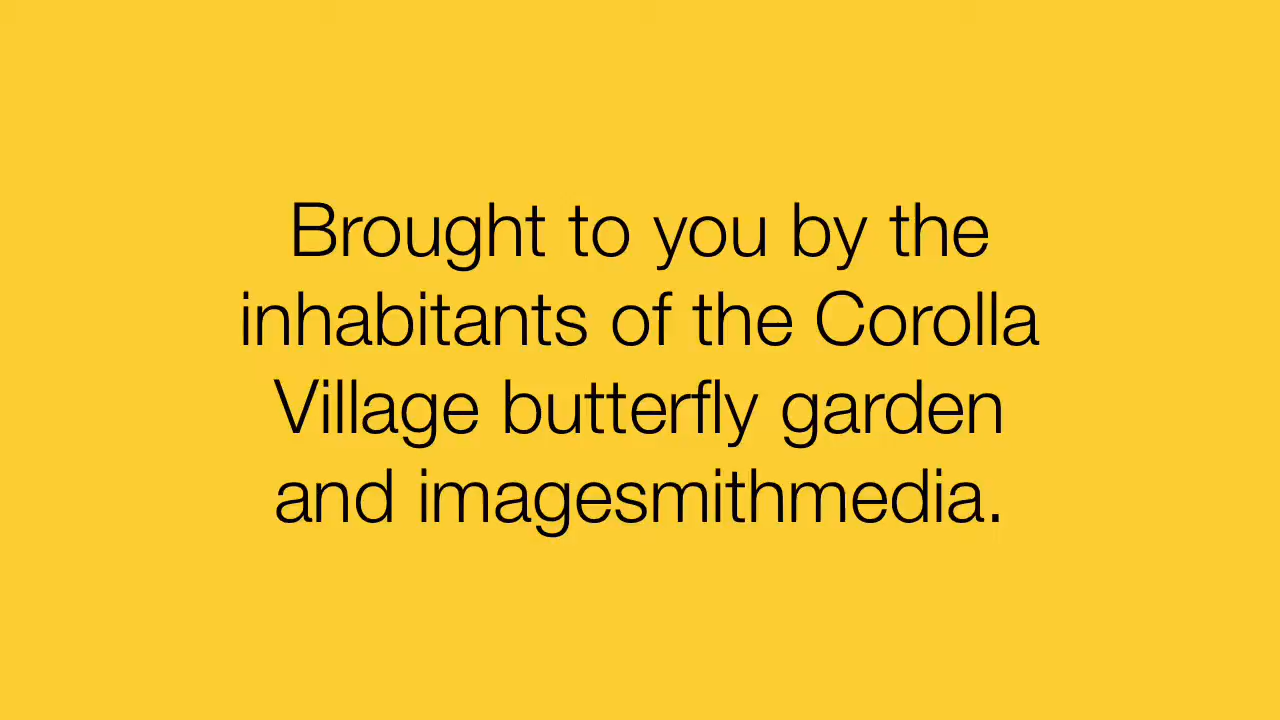 Brought to you by the
inhabitants of the Corolla
Village butterfly garden
and imagesmithmedia.